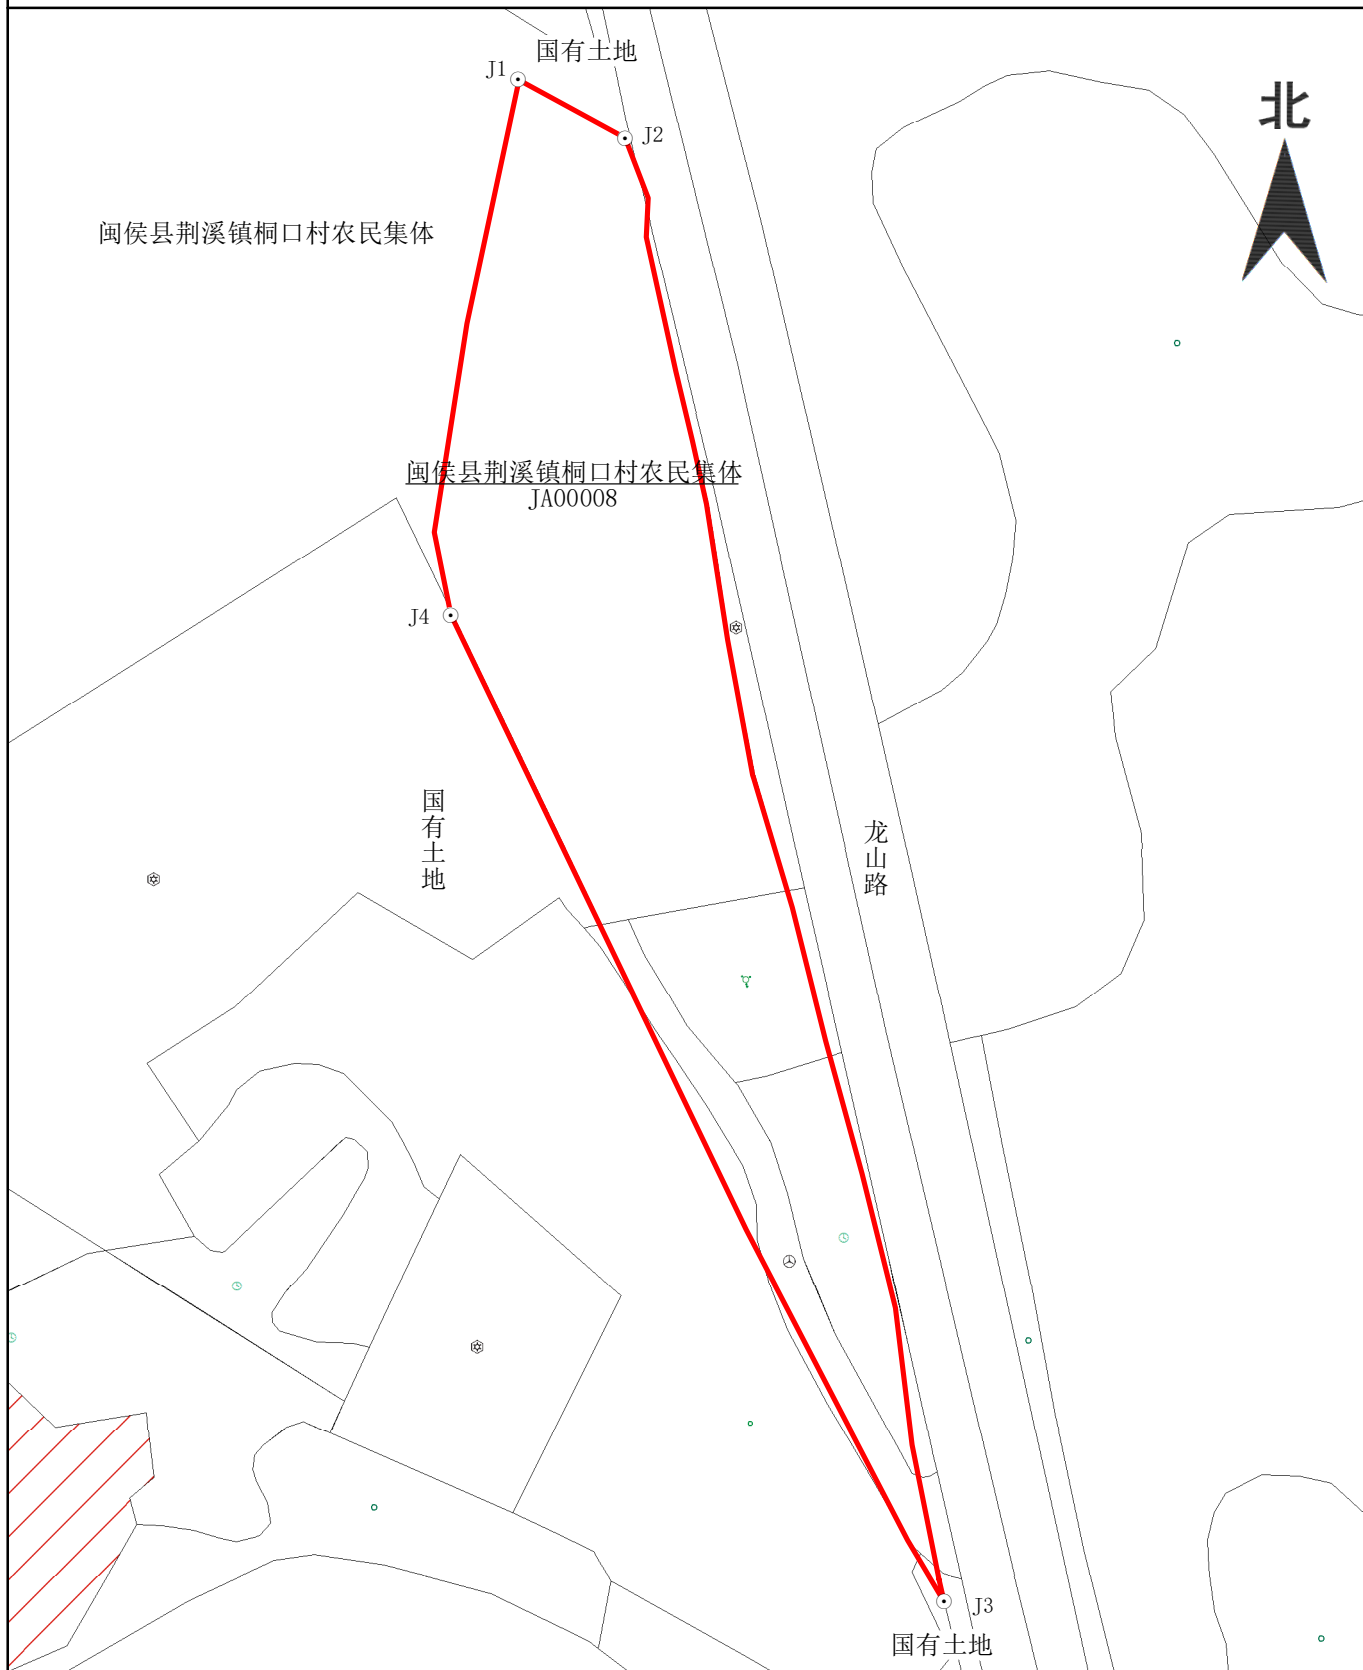 国有土地
J1
北
J2
闽侯县荆溪镇桐口村农民集体
闽侯县荆溪镇桐口村农民集体
JA00008
J4
国有土地
龙山路
J3
国有土地